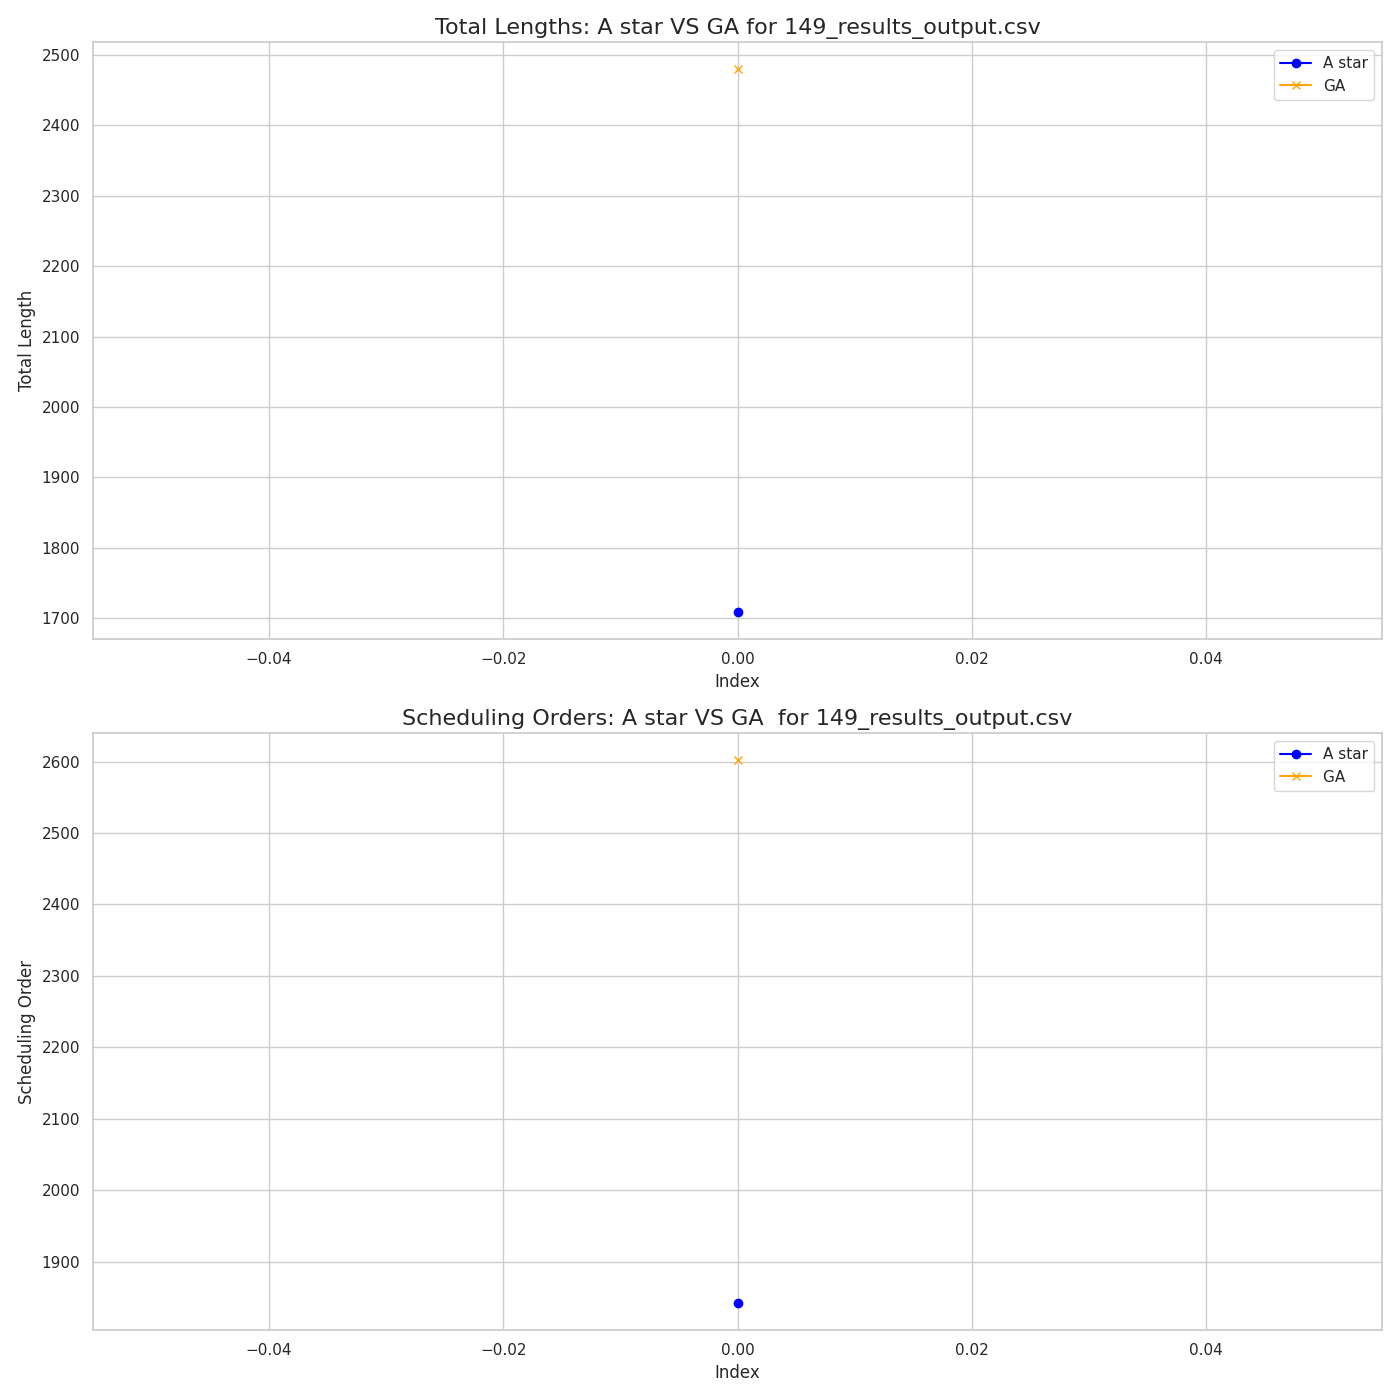 Total Lengths: A star VS GA for 149_results_output.csv
2500
2400
2300
2200
2100
2000
1900
1800
1700
Total Length
A star
GA
−0.04
−0.02
0.00
0.02
0.04
Index
Scheduling Orders: A star VS GA  for 149_results_output.csv
2600
2500
2400
2300
2200
2100
2000
1900
Scheduling Order
A star
GA
−0.04
−0.02
0.00
0.02
0.04
Index